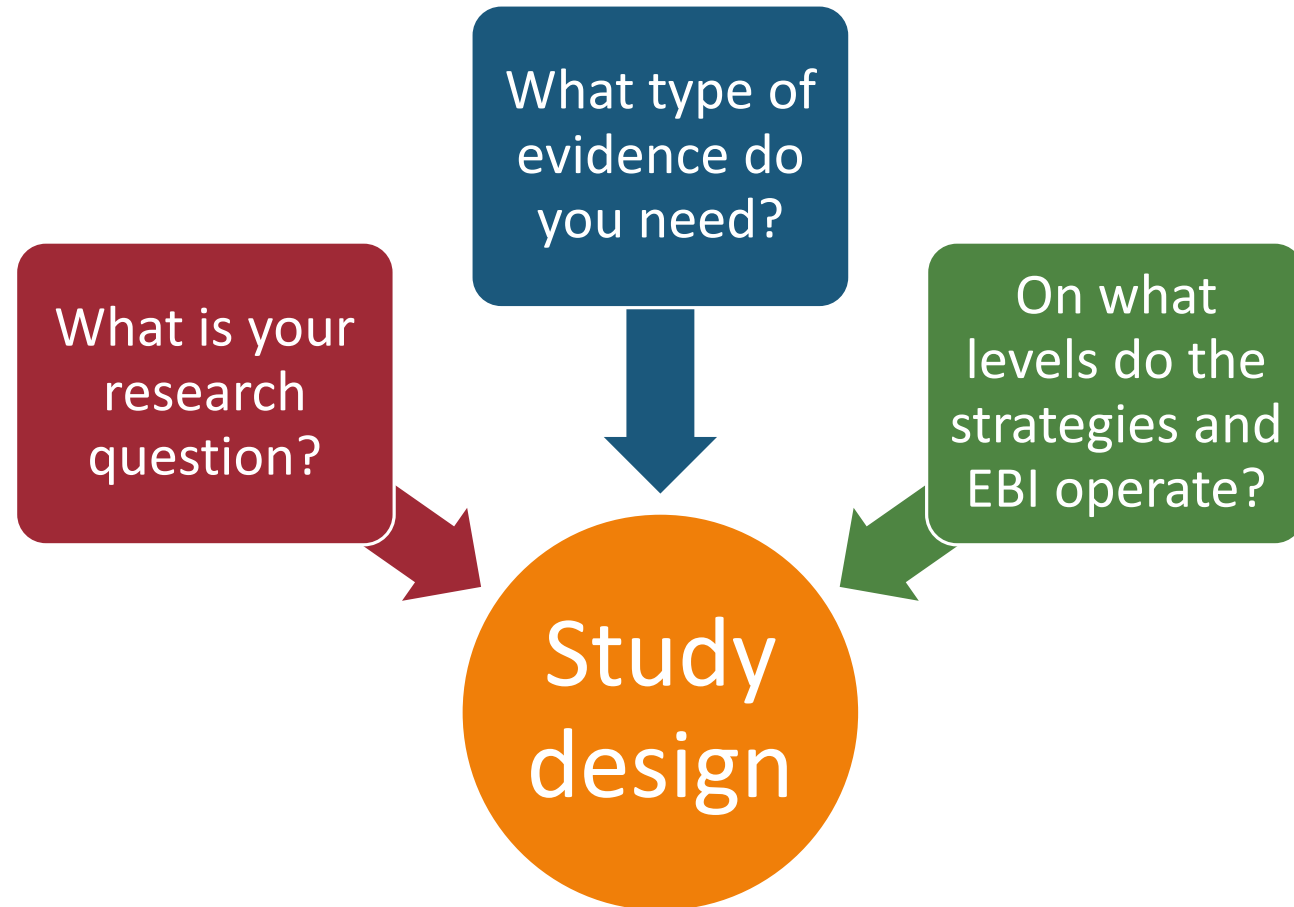 What is your
research
question?
What type of
evidence do
you need?
On what
levels do the
strategies and
EBI operate?
Study
design